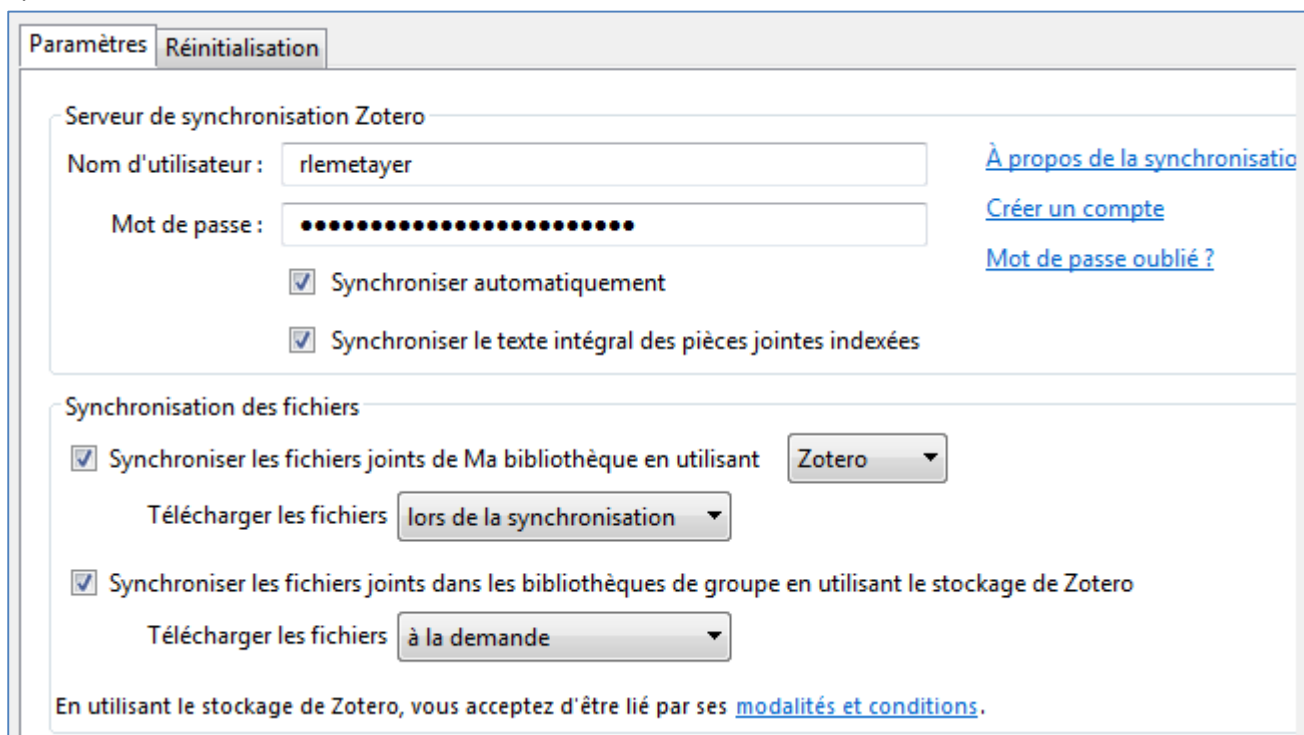 Paramètres Réinitialisation
Serveur de synchronisation Zotero
Nom d'utilisateur : rlemetayer
À propos de la synchronisatio
Mot de passe : ••••••••••••••••••••••••
Créer un compte
Mot de passe oublié ?
Synchroniser automatiquement
Synchroniser le texte intégral des pièces jointes indexées
Synchronisation des fichiers
Synchroniser les fichiers joints de Ma bibliothèque en utilisant Zotero
Télécharger les fichiers lors de la synchronisation
Synchroniser les fichiers joints dans les bibliothèques de groupe en utilisant le stockage de Zotero
Télécharger les fichiers à la demande
En utilisant le stockage de Zotero, vous acceptez d'être lié par ses modalités et conditions.